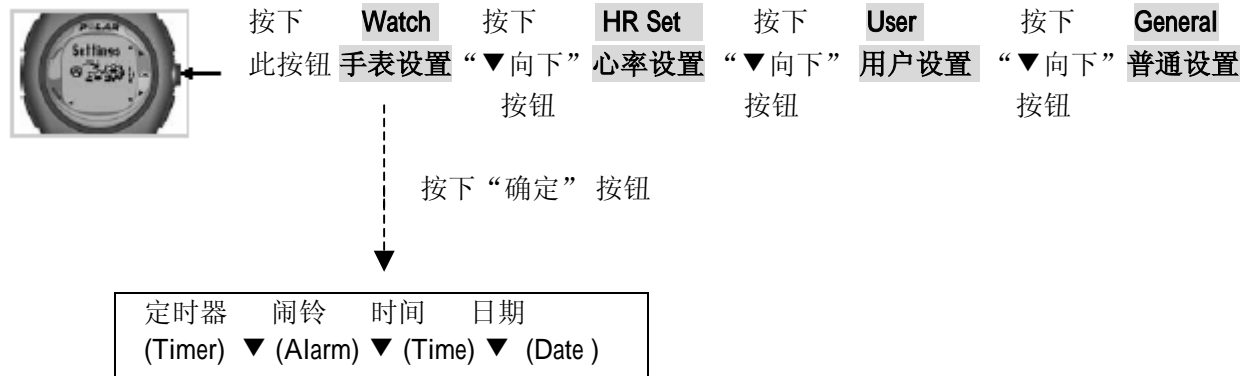 POLAR
Settings
按下 Watch 按下 HR Set 按下 User 按下 General
此按钮 手表设置 “▼向下” 心率设置 “▼向下” 用户设置 “▼向下” 普通设置
按钮 按钮 按钮
按下“确定” 按钮
定时器 闹铃 时间 日期
(Timer) ▼ (Alarm) ▼ (Time) ▼ (Date )